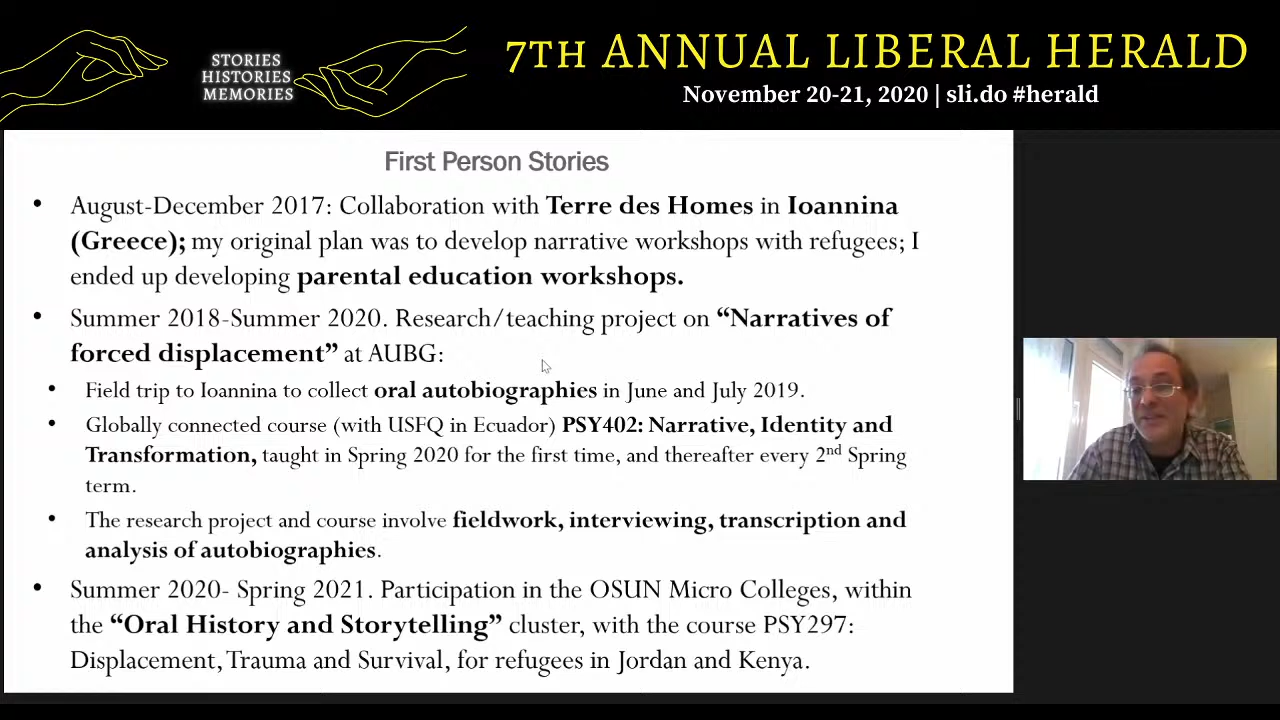 STORIES
HISTORIES
MEMORIES
7TH ANNUAL LIBERAL HERALD
November 20-21, 2020 | sli.do #herald
First Person Stories
• August-December 2017: Collaboration with Terre des Homes in Ioannina
(Greece); my original plan was to develop narrative workshops with refugees; I
ended up developing parental education workshops.
• Summer 2018-Summer 2020. Research/teaching project on “Narratives of
forced displacement” at AUBG:
• Field trip to Ioannina to collect oral autobiographies in June and July 2019.
• Globally connected course (with USFQ in Ecuador) PSY402: Narrative, Identity and
Transformation, taught in Spring 2020 for the first time, and thereafter every 2nd Spring
term.
• The research project and course involve fieldwork, interviewing, transcription and
analysis of autobiographies.
• Summer 2020- Spring 2021. Participation in the OSUN Micro Colleges, within
the “Oral History and Storytelling” cluster, with the course PSY297:
Displacement, Trauma and Survival, for refugees in Jordan and Kenya.